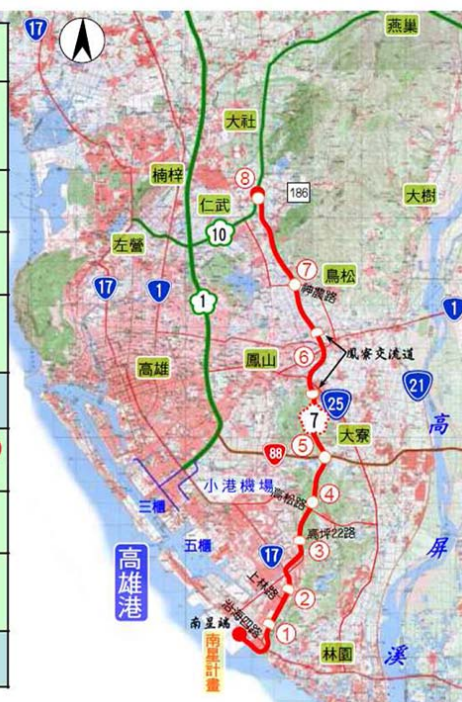 17
燕巢
大社
楠梓
⑧
186
大樹
仁武
10
左營
⑦
鳥松
17
1
神農路
1
1
⑥
鳳寮交流道
高雄
鳳山
21
25
7
高
大寮
88
⑤
小港機場
高松路
④
三櫃
高坪22路
五櫃
③
屏
17
高雄港
上林路
②
沿海四路
南星端
①
林園
溪
南星計畫